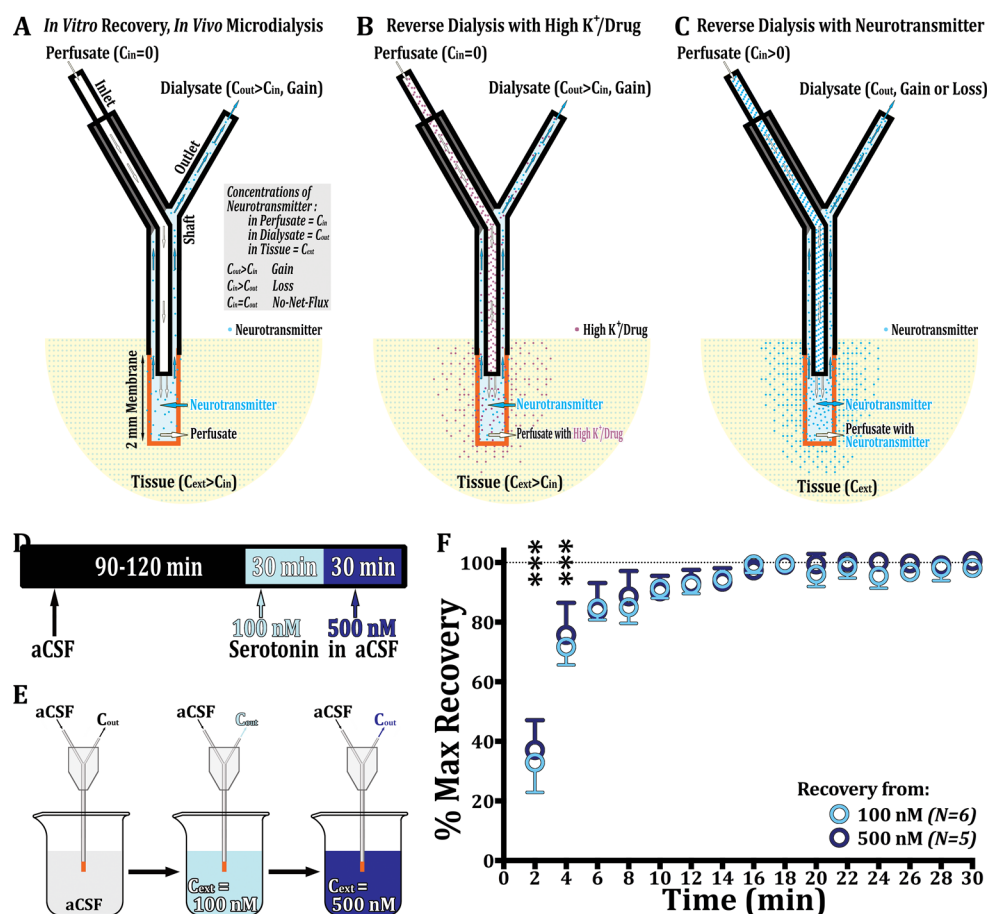 A In Vitro Recovery, In Vivo Microdialysis
Perfusate (Cin=0)
Inlet
Dialysate (Cout>Cin, Gain)
Outlet
Shaft
Concentrations of
Neurotransmitter :
in Perfusate = Cin
in Dialysate = Cout
in Tissue = Cext
Cout>Cin Gain
Cin>Cout Loss
Cin=Cout No-Net-Flux
Neurotransmitter
2 mm Membrane
Neurotransmitter
Perfusate
Tissue (Cext>Cin)
B Reverse Dialysis with High K+/Drug
Perfusate (Cin=0)
Dialysate (Cout>Cin, Gain)
High K+/Drug
Neurotransmitter
Perfusate with High K+/Drug
Tissue (Cext>Cin)
C Reverse Dialysis with Neurotransmitter
Perfusate (Cin>0)
Dialysate (Cout, Gain or Loss)
Neurotransmitter
Neurotransmitter
Perfusate with
Neurotransmitter
Tissue (Cext)
D
90-120 min 30 min 30 min
aCSF 100 nM 500 nM
Serotonin in aCSF
E
aCSF Cout aCSF Cout aCSF Cout
aCSF
Cext =
100 nM
Cext =
500 nM
F
*** ***
% Max Recovery
100
80
60
40
20
0
2 4 6 8 10 12 14 16 18 20 22 24 26 28 30
Time (min)
Recovery from:
100 nM (N=6)
500 nM (N=5)